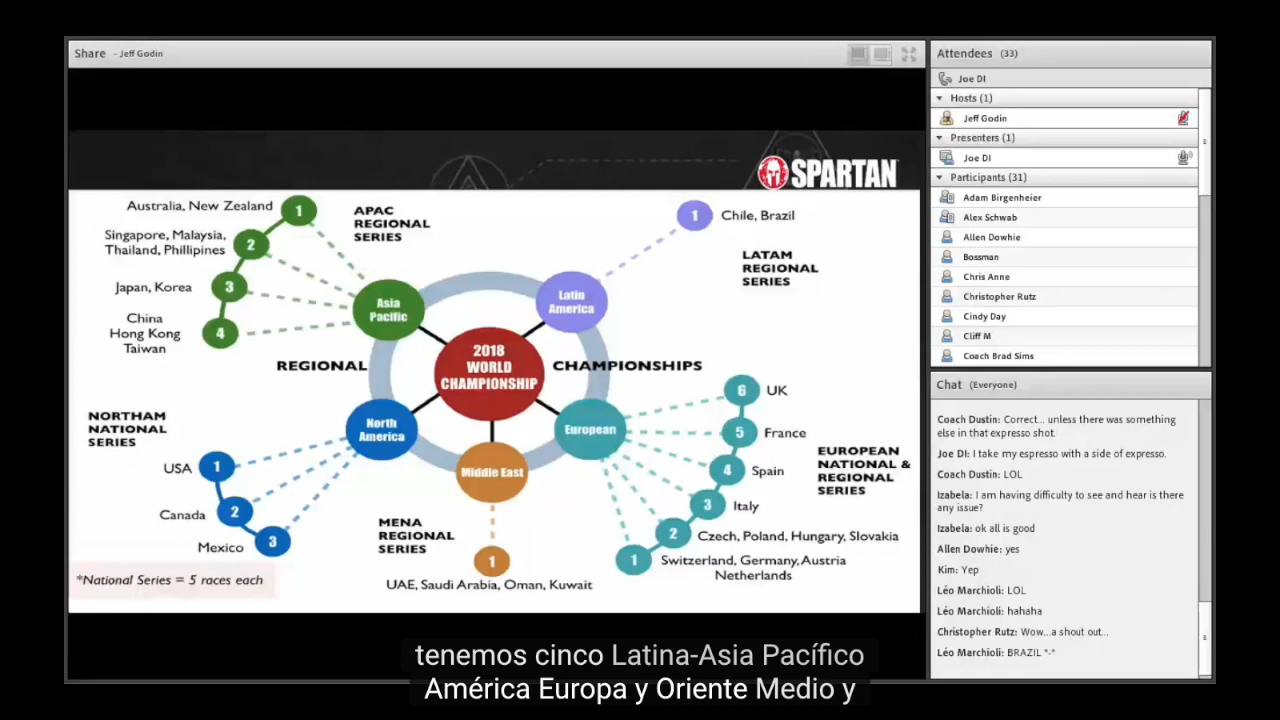 Share - Jeff Godin
SPARTAN
Australia, New Zealand
1
APAC
REGIONAL
SERIES
Singapore, Malaysia,
Thailand, Phillipines
2
Japan, Korea
3
China
Hong Kong
Taiwan
4
Asia
Pacific
1
Chile, Brazil
LATAM
REGIONAL
SERIES
Latin
America
REGIONAL
2018
WORLD
CHAMPIONSHIP
CHAMPIONSHIPS
NORTHAM
NATIONAL
SERIES
North
America
USA
1
Canada
2
Mexico
3
*National Series = 5 races each
Middle East
MENA
REGIONAL
SERIES
1
UAE, Saudi Arabia, Oman, Kuwait
European
6
UK
5
France
4
Spain
3
Italy
2
Czech, Poland, Hungary, Slovakia
1
Switzerland, Germany, Austria
Netherlands
EUROPEAN
NATIONAL &
REGIONAL
SERIES
Attendees (33)
Joe DI
Hosts (1)
Jeff Godin
Presenters (1)
Joe DI
Participants (31)
Adam Birgenheier
Alex Schwab
Allen Dowhie
Bossman
Chris Anne
Christopher Rutz
Cindy Day
Cliff M
Coach Brad Sims
Chat (Everyone)
Coach Dustin: Correct... unless there was something
else in that expresso shot.
Joe DI: I take my espresso with a side of expresso.
Coach Dustin: LOL
Izabela: I am having difficulty to see and hear is there
any issue?
Izabela: ok all is good
Allen Dowhie: yes
Kim: Yep
Léo Marchioli: LOL
Léo Marchioli: hahaha
Christopher Rutz: Wow...a shout out...
Léo Marchioli: BRAZIL *-*
tenemos cinco Latina-Asia Pacífico
América Europa y Oriente Medio y